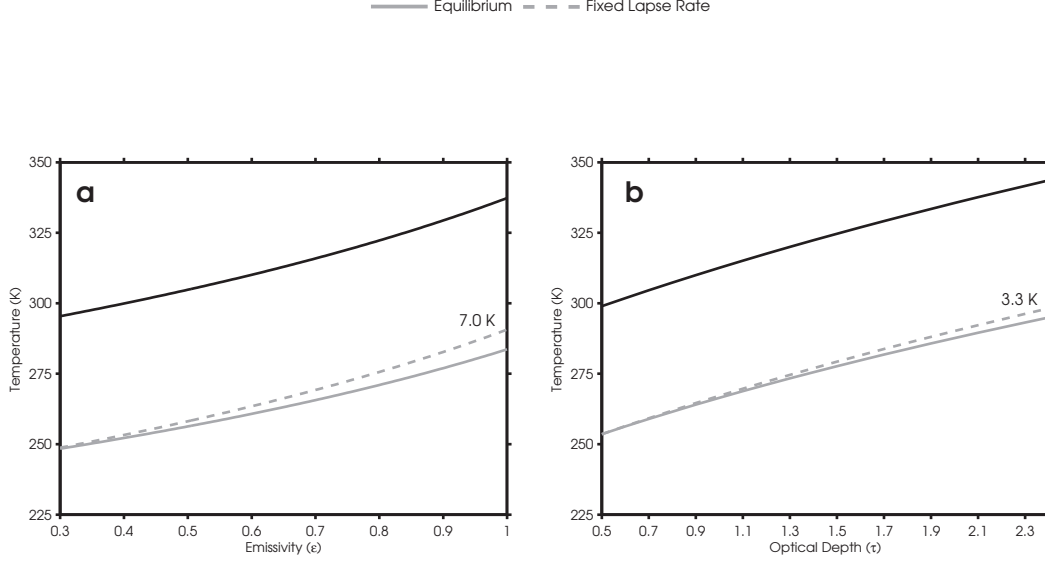 Equilibrium Fixed Lapse Rate
a
350
325
300
275
250
225
Temperature (K)
7.0 K
0.3 0.4 0.5 0.6 0.7 0.8 0.9 1
Emissivity (ε)
b
350
325
300
275
250
225
Temperature (K)
3.3 K
0.5 0.7 0.9 1.1 1.3 1.5 1.7 1.9 2.1 2.3
Optical Depth (τ)